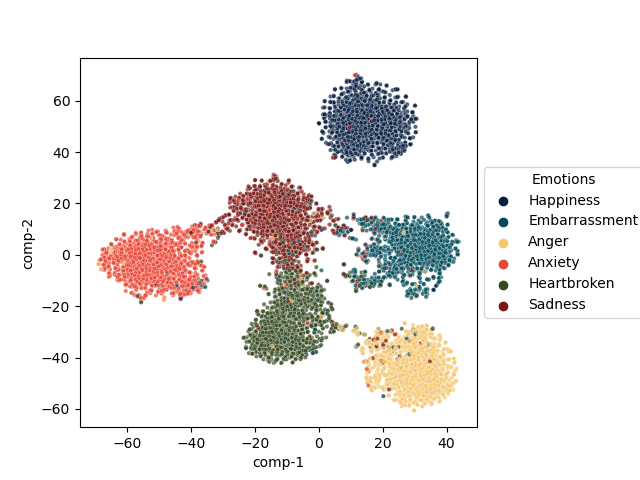 60
40
20
0
−20
−40
−60
comp-2
−60
−40
−20
0
20
40
comp-1
Emotions
Happiness
Embarrassment
Anger
Anxiety
Heartbroken
Sadness